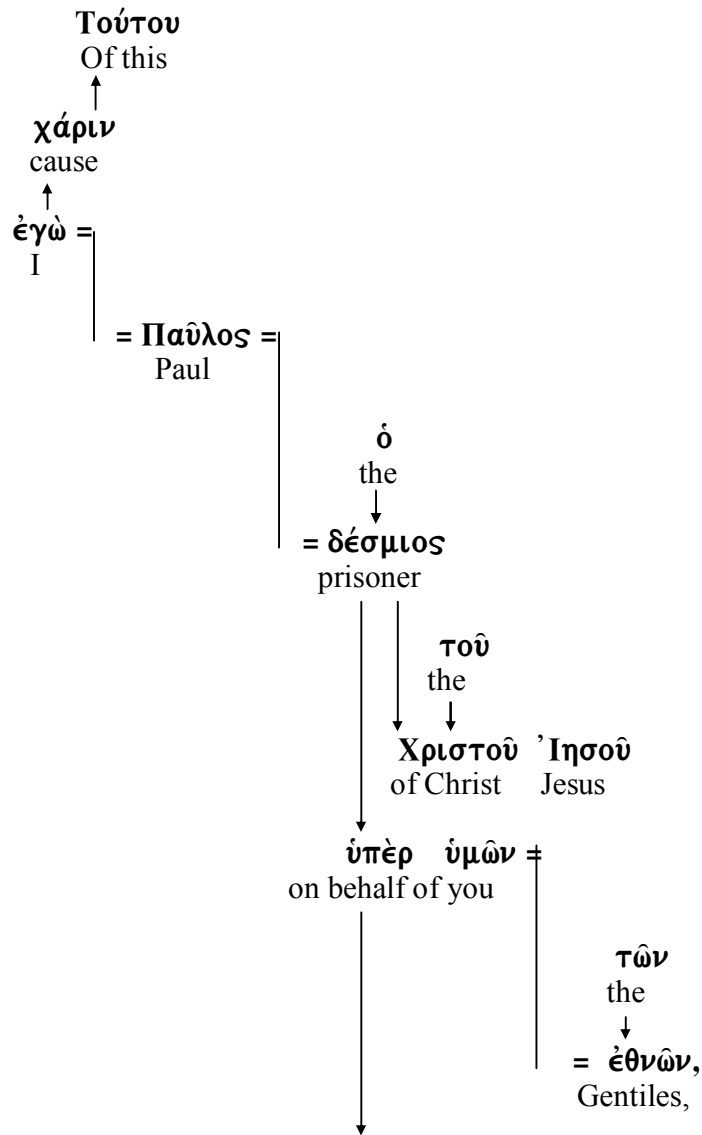 Τούτου
Of this
χάριν
cause
ἐγὼ =
I
= Παῦλος =
Paul
ὁ
the
= δέσμιος
prisoner
τοῦ
the
Χριστοῦ Ἰησοῦ
of Christ Jesus
ὑπὲρ ὑμῶν =
on behalf of you
τῶν
the
= ἐθνῶν,
Gentiles,